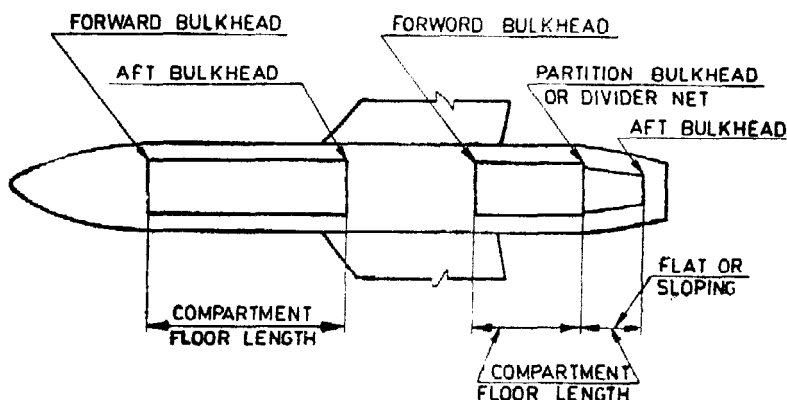 FORWARD BULKHEAD
AFT BULKHEAD
FORWORD BULKHEAD
PARTITION BULKHEAD
OR DIVIDER NET
AFT BULKHEAD
FLAT OR
SLOPING
COMPARTMENT
FLOOR LENGTH
COMPARTMENT
FLOOR LENGTH